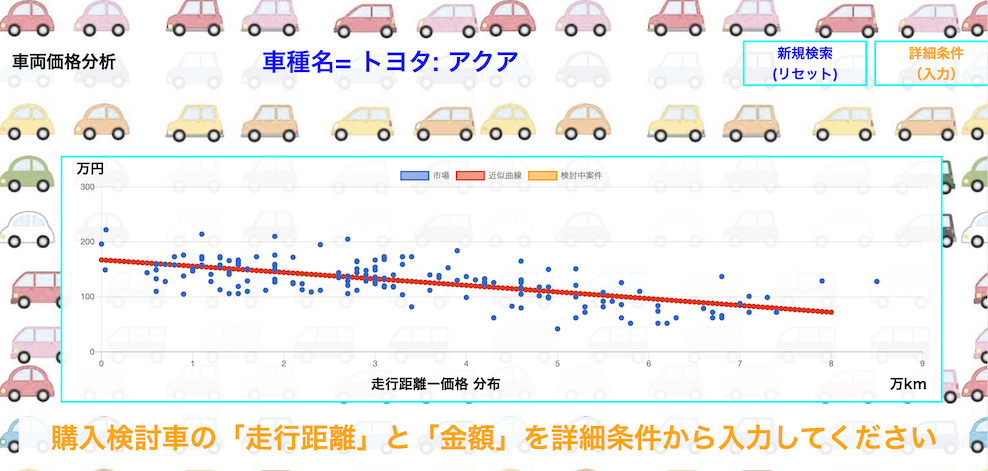 車両価格分析
車種名= トヨタ: アクア
新規検索
(リセット)
詳細条件
(入力)
万円
市場
近似曲線
検討中案件
300
200
100
0
0 1 2 3 4 5 6 7 8 9
走行距離ー価格 分布
万km
購入検討車の「走行距離」と「金額」を詳細条件から入力してください